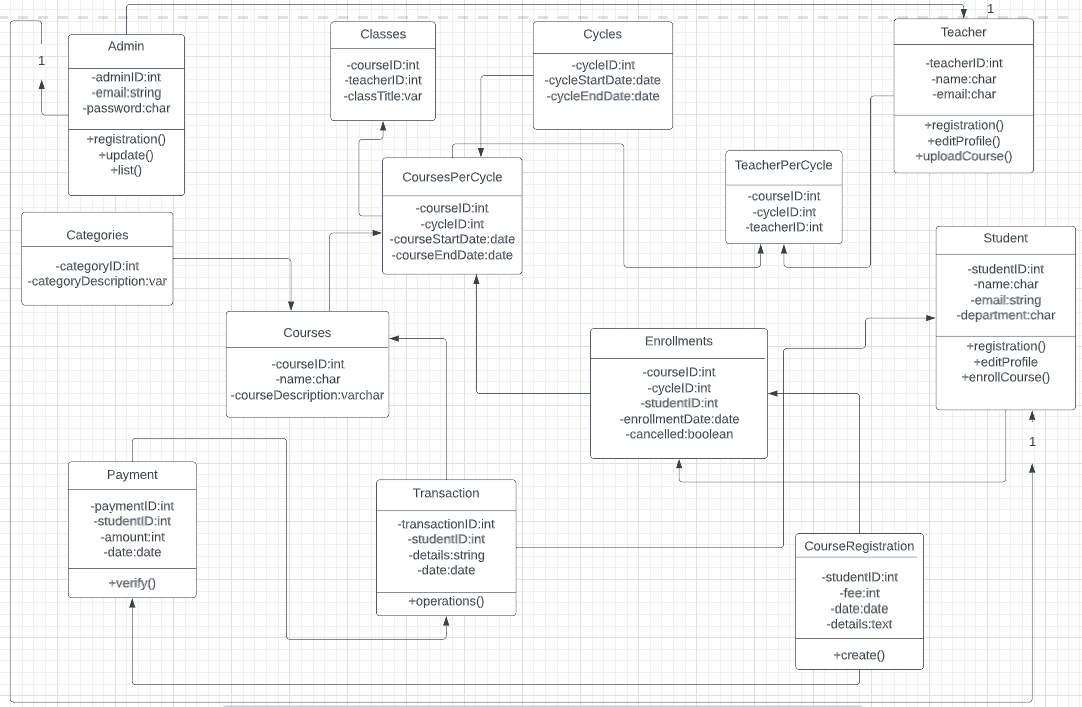 1
Admin
-adminID:int
-email:string
-password:char
+registration()
+update()
+list()
1
Classes
-courseID:int
-teacherID:int
-classTitle:var
Cycles
-cycleID:int
-cycleStartDate:date
-cycleEndDate:date
Teacher
-teacherID:int
-name:char
-email:char
+registration()
+editProfile()
+uploadCourse()
CoursesPerCycle
-courseID:int
-cycleID:int
-courseStartDate:date
-courseEndDate:date
TeacherPerCycle
-courseID:int
-cycleID:int
-teacherID:int
Categories
-categoryID:int
-categoryDescription:var
Student
-studentID:int
-name:char
-email:string
-department:char
+registration()
+editProfile
+enrollCourse()
Courses
-courseID:int
-name:char
-courseDescription:varchar
Enrollments
-courseID:int
-cycleID:int
-studentID:int
-enrollmentDate:date
-cancelled:boolean
1
Payment
-paymentID:int
-studentID:int
-amount:int
-date:date
+verify()
Transaction
-transactionID:int
-studentID:int
-details:string
-date:date
+operations()
CourseRegistration
-studentID:int
-fee:int
-date:date
-details:text
+create()